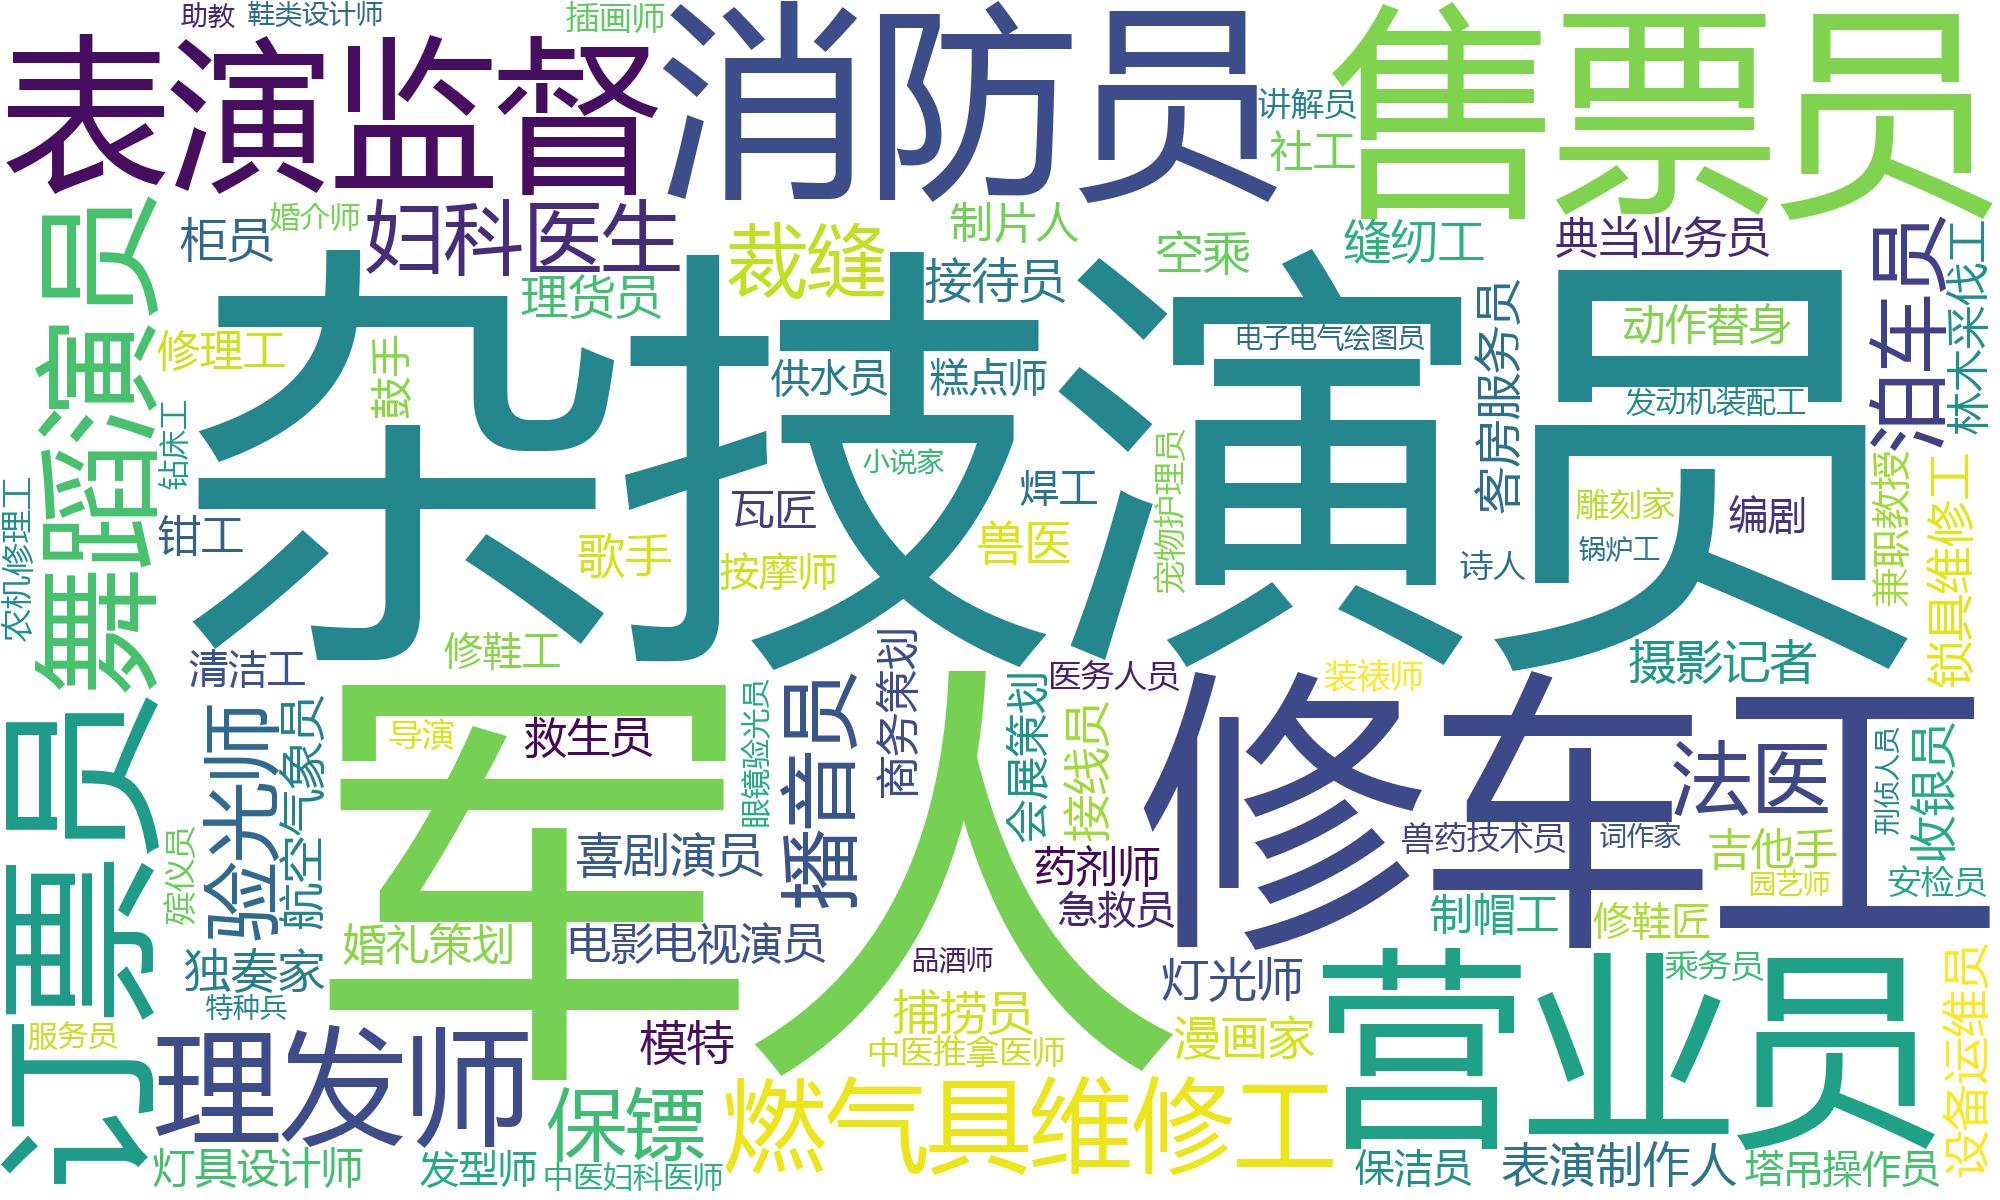 助教
鞋类设计师
插画师
表演监督
消防员
售票员
讲解员
社工
柜员
婚介师
妇科医生
裁缝
制片人
接待员
空乘
缝纫工
典当业务员
泊车员
林木采伐工
舞蹈演员
理货员
杂技演员
修理工
鼓手
供水员
糕点师
电子电气绘图员
客房服务员
动作替身
发动机装配工
钻床工
农机修理工
钳工
小说家
瓦匠
焊工
宠物护理员
歌手
按摩师
兽医
诗人
雕刻家
编剧
锅炉工
兼职教授
锁具维修工
修鞋工
清洁工
摄影记者
医务人员
装裱师
商务策划
订票员
验光师
航空气象员
殡仪员
车人
导演
救生员
眼镜验光员
播音员
会展策划
接线员
修车工
法医
刑侦人员
收银员
喜剧演员
药剂师
急救员
兽药技术员
词作家
吉他手
园艺师
安检员
制帽工
修鞋匠
独奏家
婚礼策划
电影电视演员
品酒师
灯光师
乘务员
特种兵
服务员
理发师
模特
捕捞员
中医推拿医师
漫画家
营业员
设备运维员
保镖
燃气具维修工
灯具设计师
发型师
中医妇科医师
保洁员
表演制作人
塔吊操作员